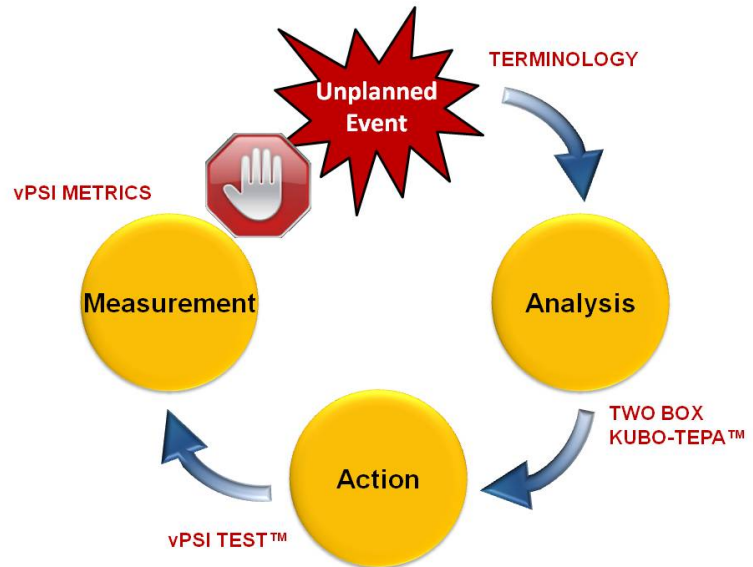 Unplanned
Event
TERMINOLOGY
Analysis
TWO BOX
KUBO-TEPA™
Action
vPSI TEST™
Measurement
vPSI METRICS